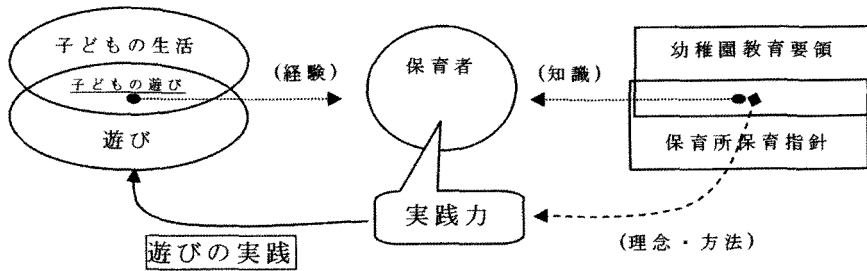 子どもの生活
子どもの遊び
遊び
(経験)
保育者
(知識)
幼稚園教育要領
保育所保育指針
実践力
遊びの実践
(理念・方法)